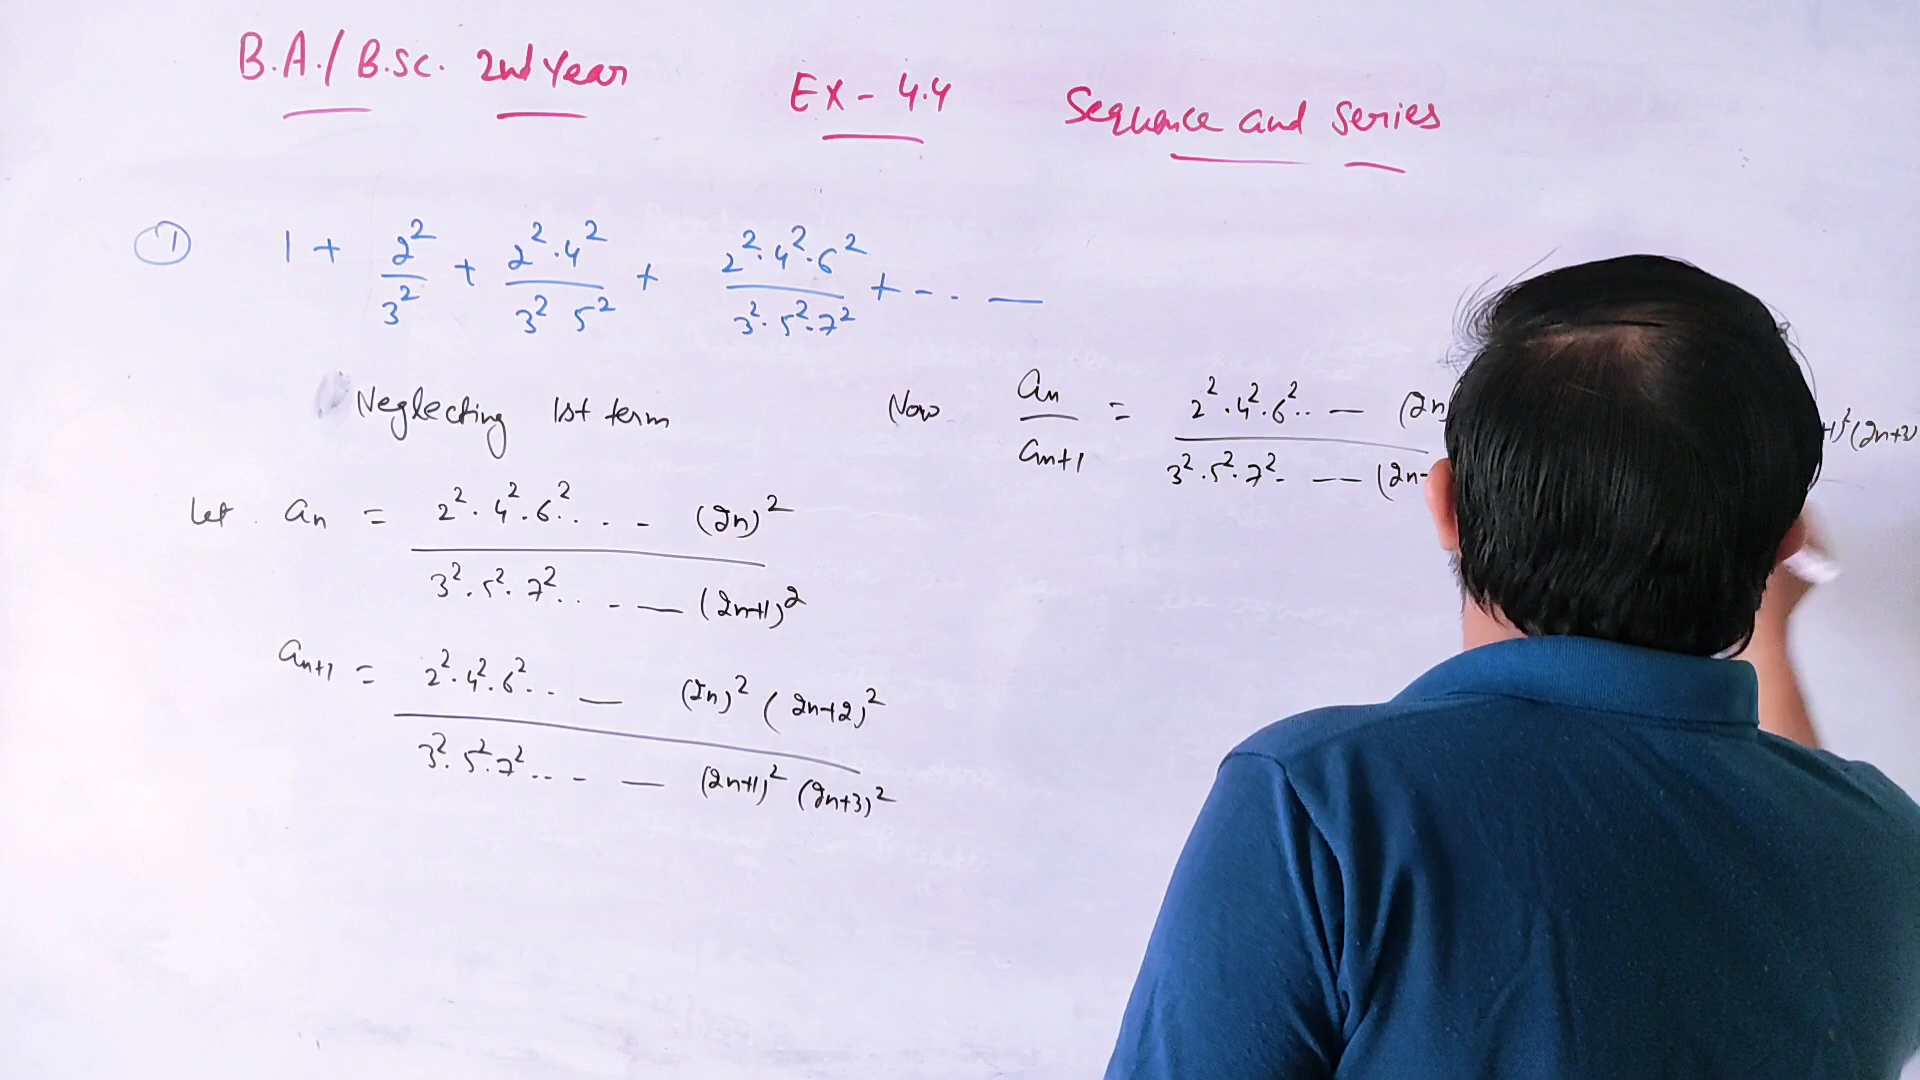 B.A./B.sc. 2nd Year
Ex - 4.4
Sequence and series
① 1 + 2²/3² + 2².4²/3² 5² + 2².4².6²/3².5².7² + - - . —
Neglecting 1st term
Let an = 2².4².6². . . - (2n)² / 3².5².7². . . - — (2n+1)²
an+1 = 2².4².6². . . — (2n)² (2n+2)² / 3².5².7². . . - — (2n+1)² (2n+3)²
Now an/an+1 = 2².4².6². . — (2n / 3².5².7². — (2n
)² (2n+3)